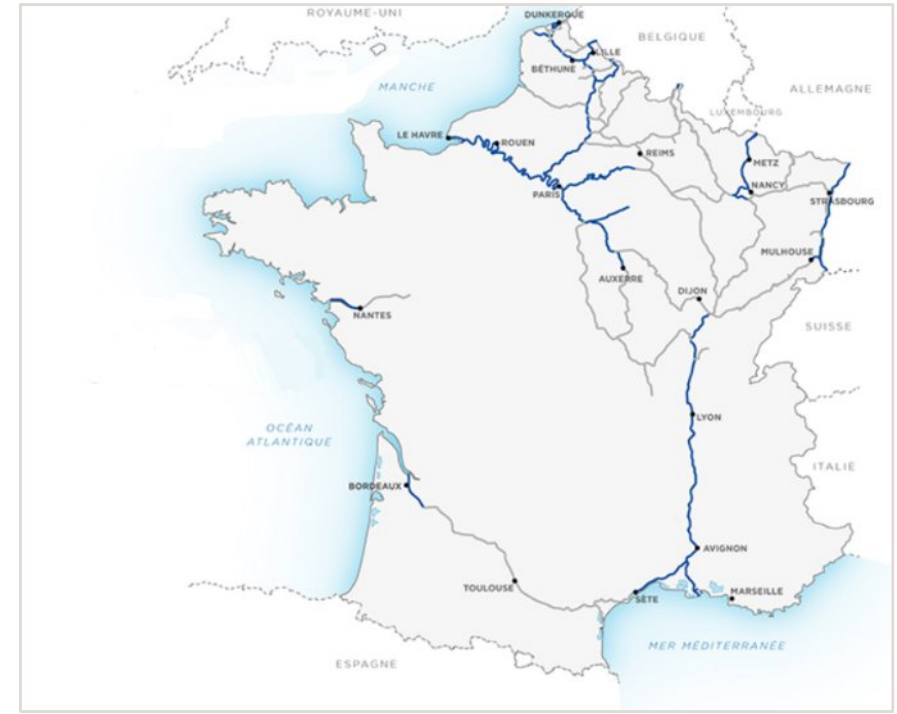 ROYAUME-UNI
DUNKERQUE
BELGIQUE
LILLE
BÉTHUNE
MANCHE
ALLEMAGNE
LUXEMBOURG
LE HAVRE
ROUEN
REIMS
METZ
NANCY
PARIS
STRASBOURG
MULHOUSE
AUXERRE
DIJON
NANTES
SUISSE
LYON
OCÉAN
ATLANTIQUE
ITALIE
BORDEAUX
AVIGNON
TOULOUSE
MARSEILLE
SÈTE
MER MÉDITERRANÉE
ESPAGNE